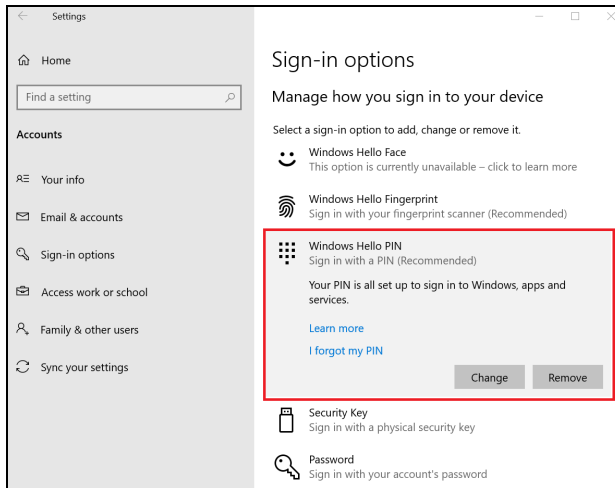 Settings
Home
Find a setting
Accounts
Your info
Email & accounts
Sign-in options
Access work or school
Family & other users
Sync your settings
Sign-in options
Manage how you sign in to your device
Select a sign-in option to add, change or remove it.
Windows Hello Face
This option is currently unavailable – click to learn more
Windows Hello Fingerprint
Sign in with your fingerprint scanner (Recommended)
Windows Hello PIN
Sign in with a PIN (Recommended)
Your PIN is all set up to sign in to Windows, apps and
services.
Learn more
I forgot my PIN
Change Remove
Security Key
Sign in with a physical security key
Password
Sign in with your account's password